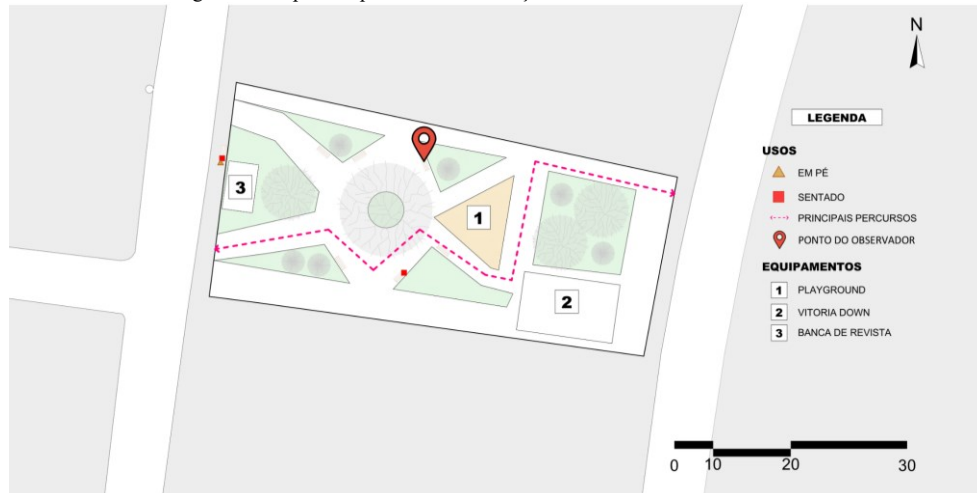 N
LEGENDA
USOS
EM PÉ
SENTADO
PRINCIPAIS PERCURSOS
PONTO DO OBSERVADOR
EQUIPAMENTOS
1 PLAYGROUND
2 VITORIA DOWN
3 BANCA DE REVISTA
3
1
2
0 10 20 30